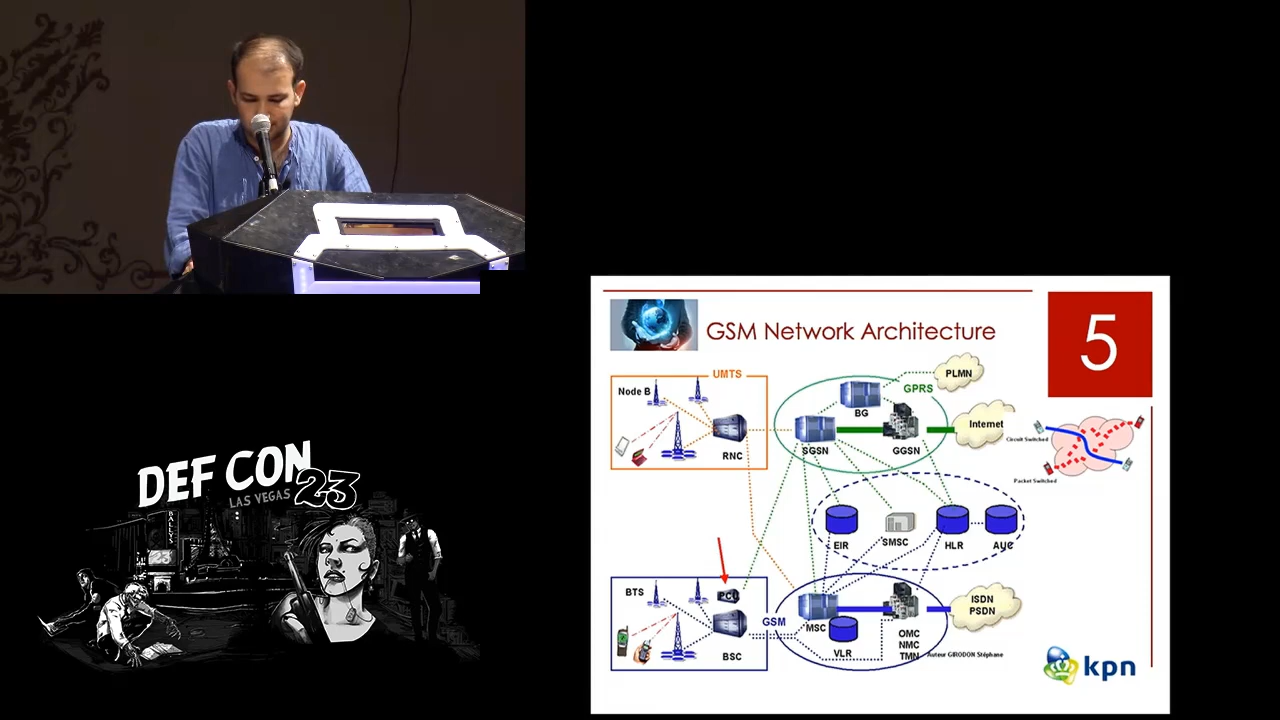 DEF CON 23
LAS VEGAS
BALLYS
GSM Network Architecture
5
UMTS
Node B
RNC
GPRS
PLMN
BG
SGSN
GGSN
Internet
Circuit Switched
Packet Switched
EIR
SMSC
HLR
AUC
BTS
PCU
BSC
GSM
MSC
VLR
OMC
NMC
TMN
ISDN
PSDN
Auteur GIRODON Stéphane
kpn